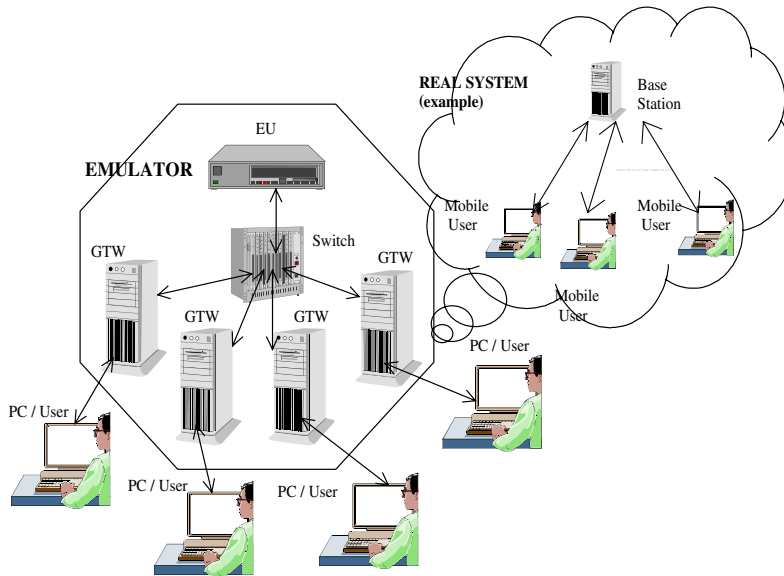 REAL SYSTEM
(example)
Base
Station
EU
EMULATOR
Mobile
User
Mobile
User
Switch
GTW
GTW
GTW
GTW
Mobile
User
PC / User
PC / User
PC / User
PC / User